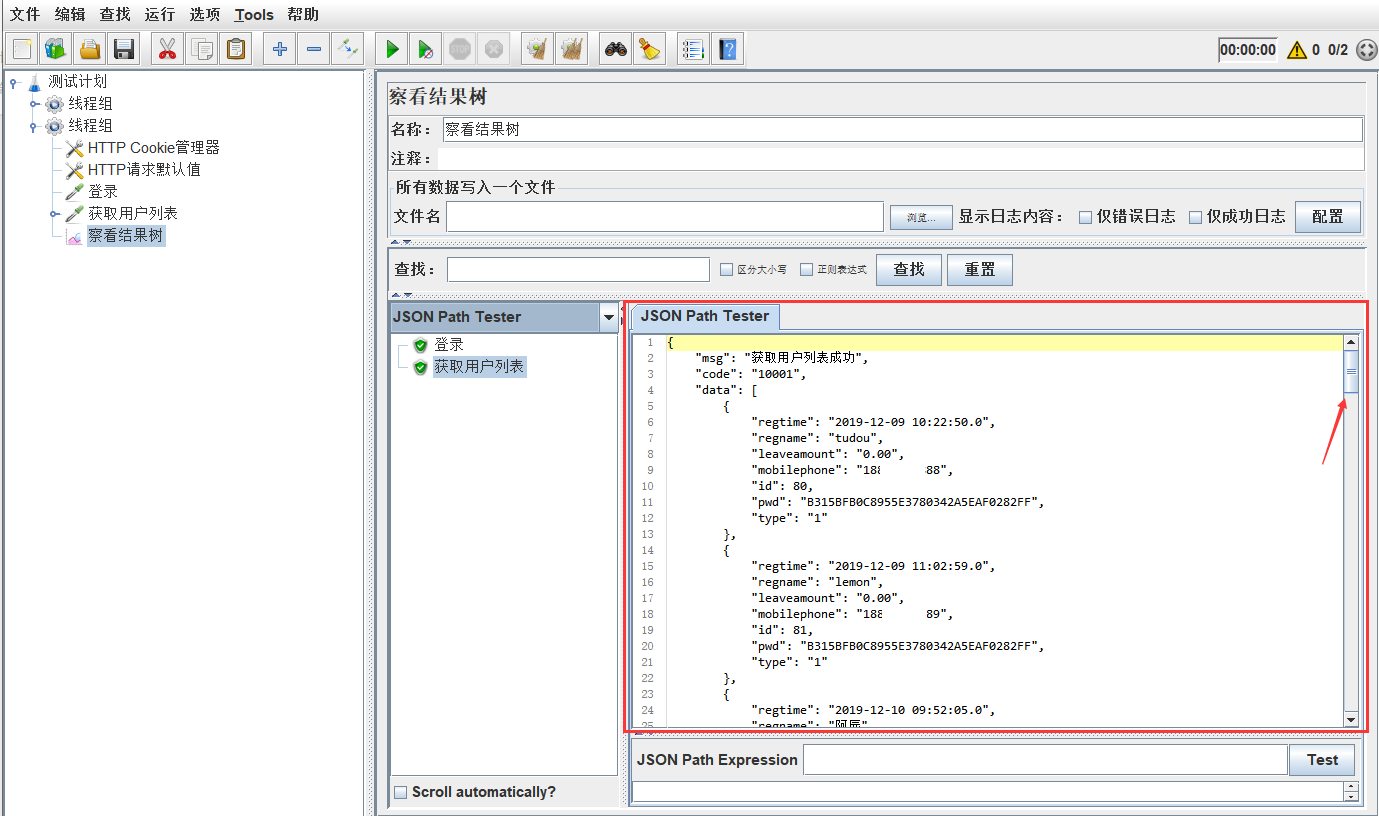 文件 编辑 查找 运行 选项 Tools 帮助
00:00:00 0 0/2
测试计划
线程组
线程组
HTTP Cookie管理器
HTTP请求默认值
登录
获取用户列表
察看结果树
察看结果树
名称： 察看结果树
注释：
所有数据写入一个文件
文件名 浏览... 显示日志内容： 仅错误日志 仅成功日志 配置
查找： 区分大小写 正则表达式 查找 重置
JSON Path Tester
登录
获取用户列表
Scroll automatically?
JSON Path Tester
1 {
2 "msg": "获取用户列表成功",
3 "code": "10001",
4 "data": [
5 {
6 "regtime": "2019-12-09 10:22:50.0",
7 "regname": "tudou",
8 "leaveamount": "0.00",
9 "mobilephone": "188 88",
10 "id": 80,
11 "pwd": "B315BFB0C8955E3780342A5EAF0282FF",
12 "type": "1"
13 },
14 {
15 "regtime": "2019-12-09 11:02:59.0",
16 "regname": "lemon",
17 "leaveamount": "0.00",
18 "mobilephone": "188 89",
19 "id": 81,
20 "pwd": "B315BFB0C8955E3780342A5EAF0282FF",
21 "type": "1"
22 },
23 {
24 "regtime": "2019-12-10 09:52:05.0",
25 "regname": "阿辰"
JSON Path Expression Test